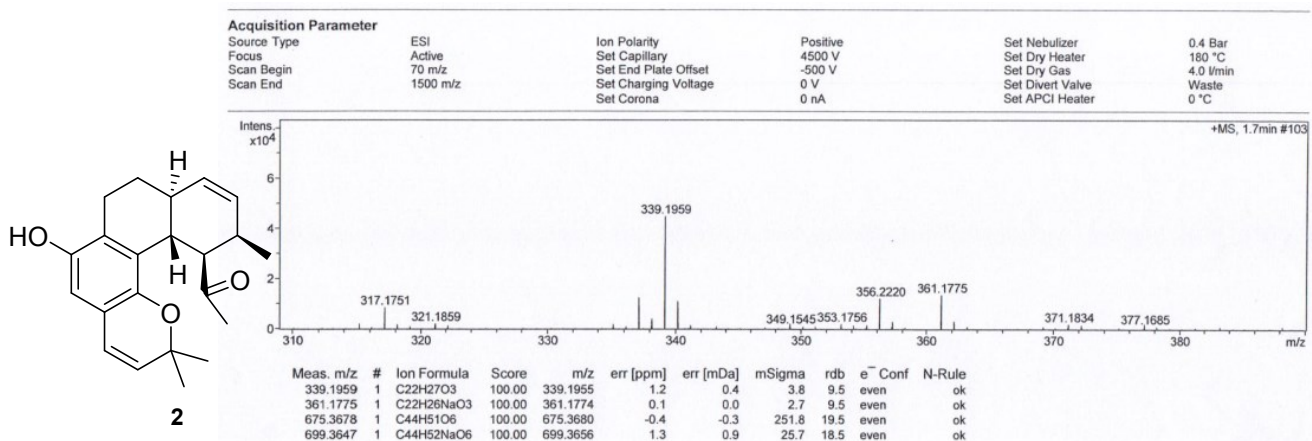 Acquisition Parameter
Source Type ESI Ion Polarity Positive Set Nebulizer 0.4 Bar
Focus Active Set Capillary 4500 V Set Dry Heater 180 °C
Scan Begin 70 m/z Set End Plate Offset -500 V Set Dry Gas 4.0 l/min
Scan End 1500 m/z Set Charging Voltage 0 V Set Divert Valve Waste
Set Corona 0 nA Set APCI Heater 0 °C
Intens.
x10⁴
+MS, 1.7min #103
6
4
2
0
339.1959
317.1751
321.1859
349.1545
353.1756
356.2220
361.1775
371.1834
377.1685
310 320 330 340 350 360 370 380 m/z
H
HO
H
O
O
2
Meas. m/z # Ion Formula Score m/z err [ppm] err [mDa] mSigma rdb e⁻ Conf N-Rule
339.1959 1 C22H27O3 100.00 339.1955 1.2 0.4 3.8 9.5 even ok
361.1775 1 C22H26NaO3 100.00 361.1774 0.1 0.0 2.7 9.5 even ok
675.3678 1 C44H51O6 100.00 675.3680 -0.4 -0.3 251.8 19.5 even ok
699.3647 1 C44H52NaO6 100.00 699.3656 1.3 0.9 25.7 18.5 even ok